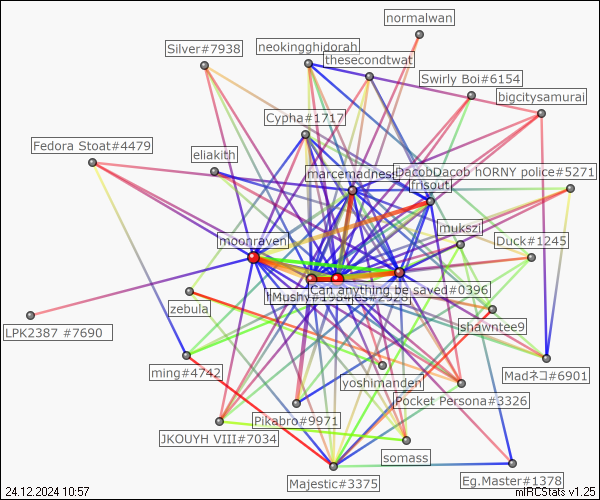 normalwan
Silver#7938
neokingghidorah
thesecondtwat
Swirly Boi#6154
bigcitysamurai
Cypha#1717
Fedora Stoat#4479
eliakith
marcemadness
DacobDacob hORNY police#5271
frisout
mukszi
moonraven
Duck#1245
Can anything be saved#0396
zebula
shawntee9
LPK2387 #7690
ming#4742
yoshimanden
Madネコ#6901
Pocket Persona#3326
Pikabro#9971
JKOUYH VIII#7034
somass
Majestic#3375
Eg.Master#1378
24.12.2024 10:57
mIRCStats v1.25